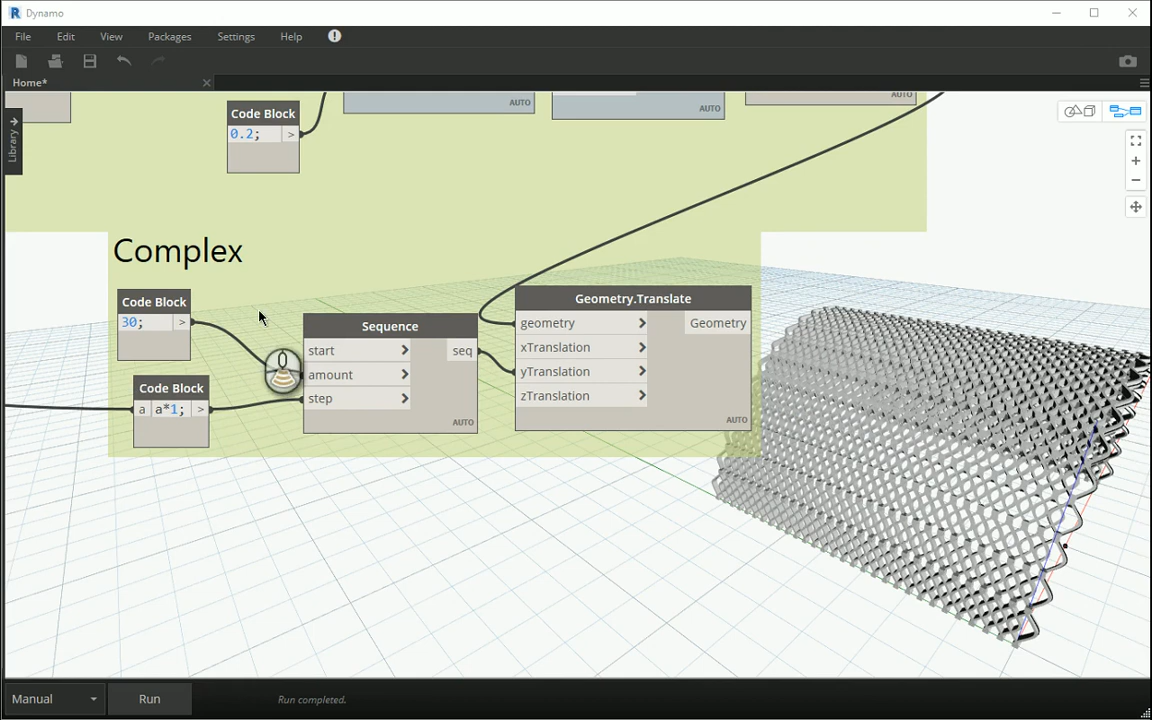 R Dynamo
File Edit View Packages Settings Help !
Home*
Library
AUTO
AUTO
AUTO
Code Block
0.2; >
Complex
Code Block
30; >
Code Block
a a*1; >
Sequence
start
amount
step
seq
AUTO
Geometry.Translate
geometry
xTranslation
yTranslation
zTranslation
Geometry
AUTO
Manual
Run
Run completed.